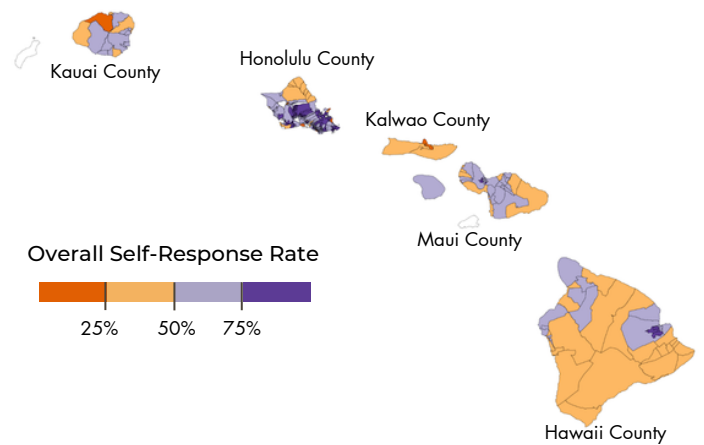 Kauai County
Honolulu County
Kalwao County
Maui County
Overall Self-Response Rate
25% 50% 75%
Hawaii County